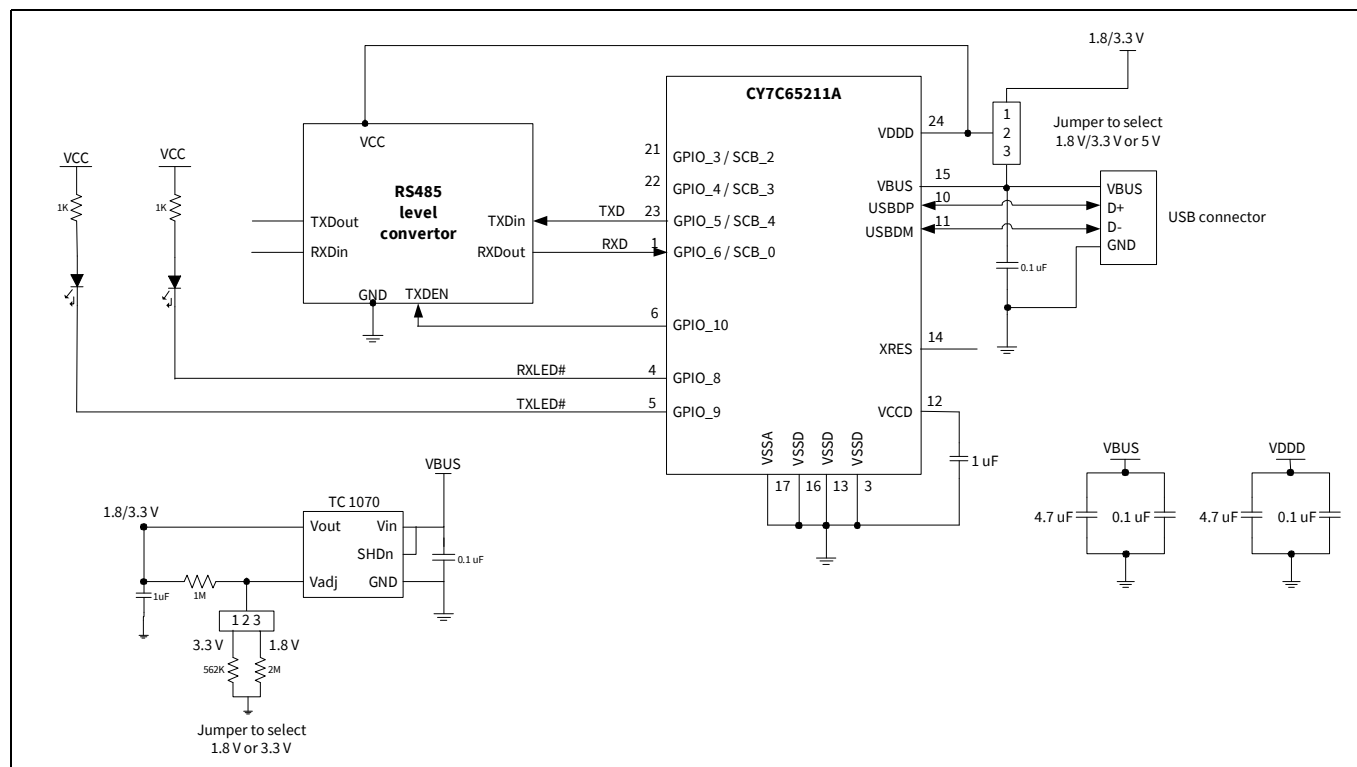 1.8/3.3 V
CY7C65211A
VCC
VCC
VCC
1K
1K
RS485
level
convertor
TXDout
RXDin
TXDin
RXDout
GND
TXDEN
TXD
RXD
21
GPIO_3 / SCB_2
22
GPIO_4 / SCB_3
23
GPIO_5 / SCB_4
1
GPIO_6 / SCB_0
6
GPIO_10
RXLED#
4
GPIO_8
TXLED#
5
GPIO_9
VDDD
24
1
2
3
Jumper to select
1.8 V/3.3 V or 5 V
VBUS
15
USBDP
10
USBDM
11
VBUS
D+
D-
GND
USB connector
0.1 uF
XRES
14
VCCD
12
1 uF
VSSA
VSSD
VSSD
VSSD
17
16
13
3
VBUS
4.7 uF
0.1 uF
VDDD
4.7 uF
0.1 uF
VBUS
TC 1070
1.8/3.3 V
Vout
Vin
SHDn
Vadj
GND
0.1 uF
1uF
1M
1 2 3
3.3 V
1.8 V
562K
2M
Jumper to select
1.8 V or 3.3 V